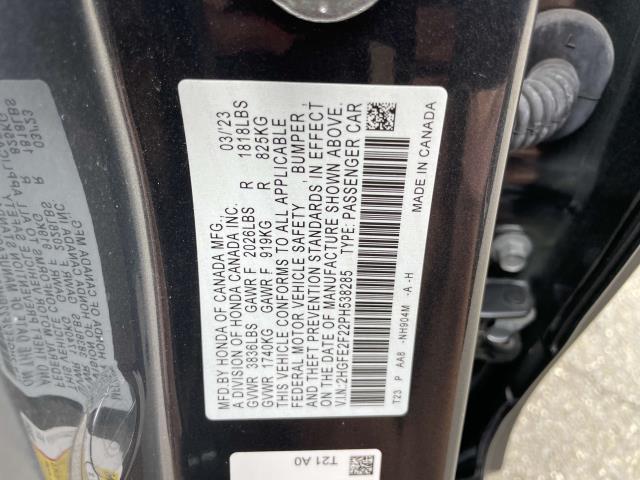 MFD.BY HONDA OF CANADA MFG., 03/'23
A DIVISION OF HONDA CANADA INC.
GVWR 3836LBS GAWR F 2028LBS R 1818LBS
GVWR 1740KG GAWR F 919KG R 825KG
THIS VEHICLE CONFORMS TO ALL APPLICABLE
FEDERAL MOTOR VEHICLE SAFETY, BUMPER,
AND THEFT PREVENTION STANDARDS IN EFFECT
ON THE DATE OF MANUFACTURE SHOWN ABOVE.
V.I.N.:2HGFE2F22PH538285 TYPE: PASSENGER CAR
T23 P AA8 -NH904M -A -H
MADE IN CANADA
T21 A0
L